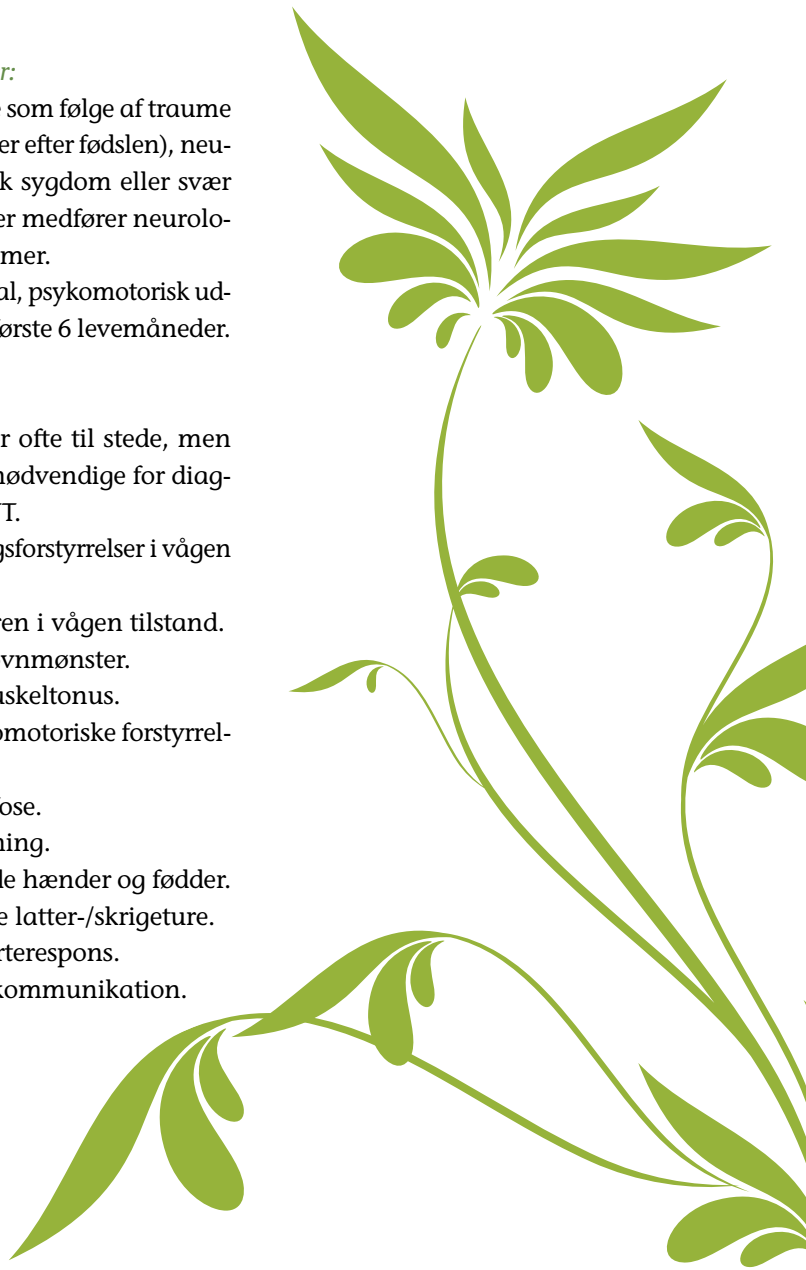 r:
som følge af traume
er efter fødslen), neu-
k sygdom eller svær
er medfører neurolo-
mer.
al, psykomotorisk ud-
ørste 6 levemåneder.
r ofte til stede, men
nødvendige for diag-
T.
gsforstyrrelser i vågen
ren i vågen tilstand.
vnmønster.
uskeltonus.
omotoriske forstyrrel-
ose.
ning.
de hænder og fødder.
e latter-/skrigeture.
rterespons.
kommunikation.